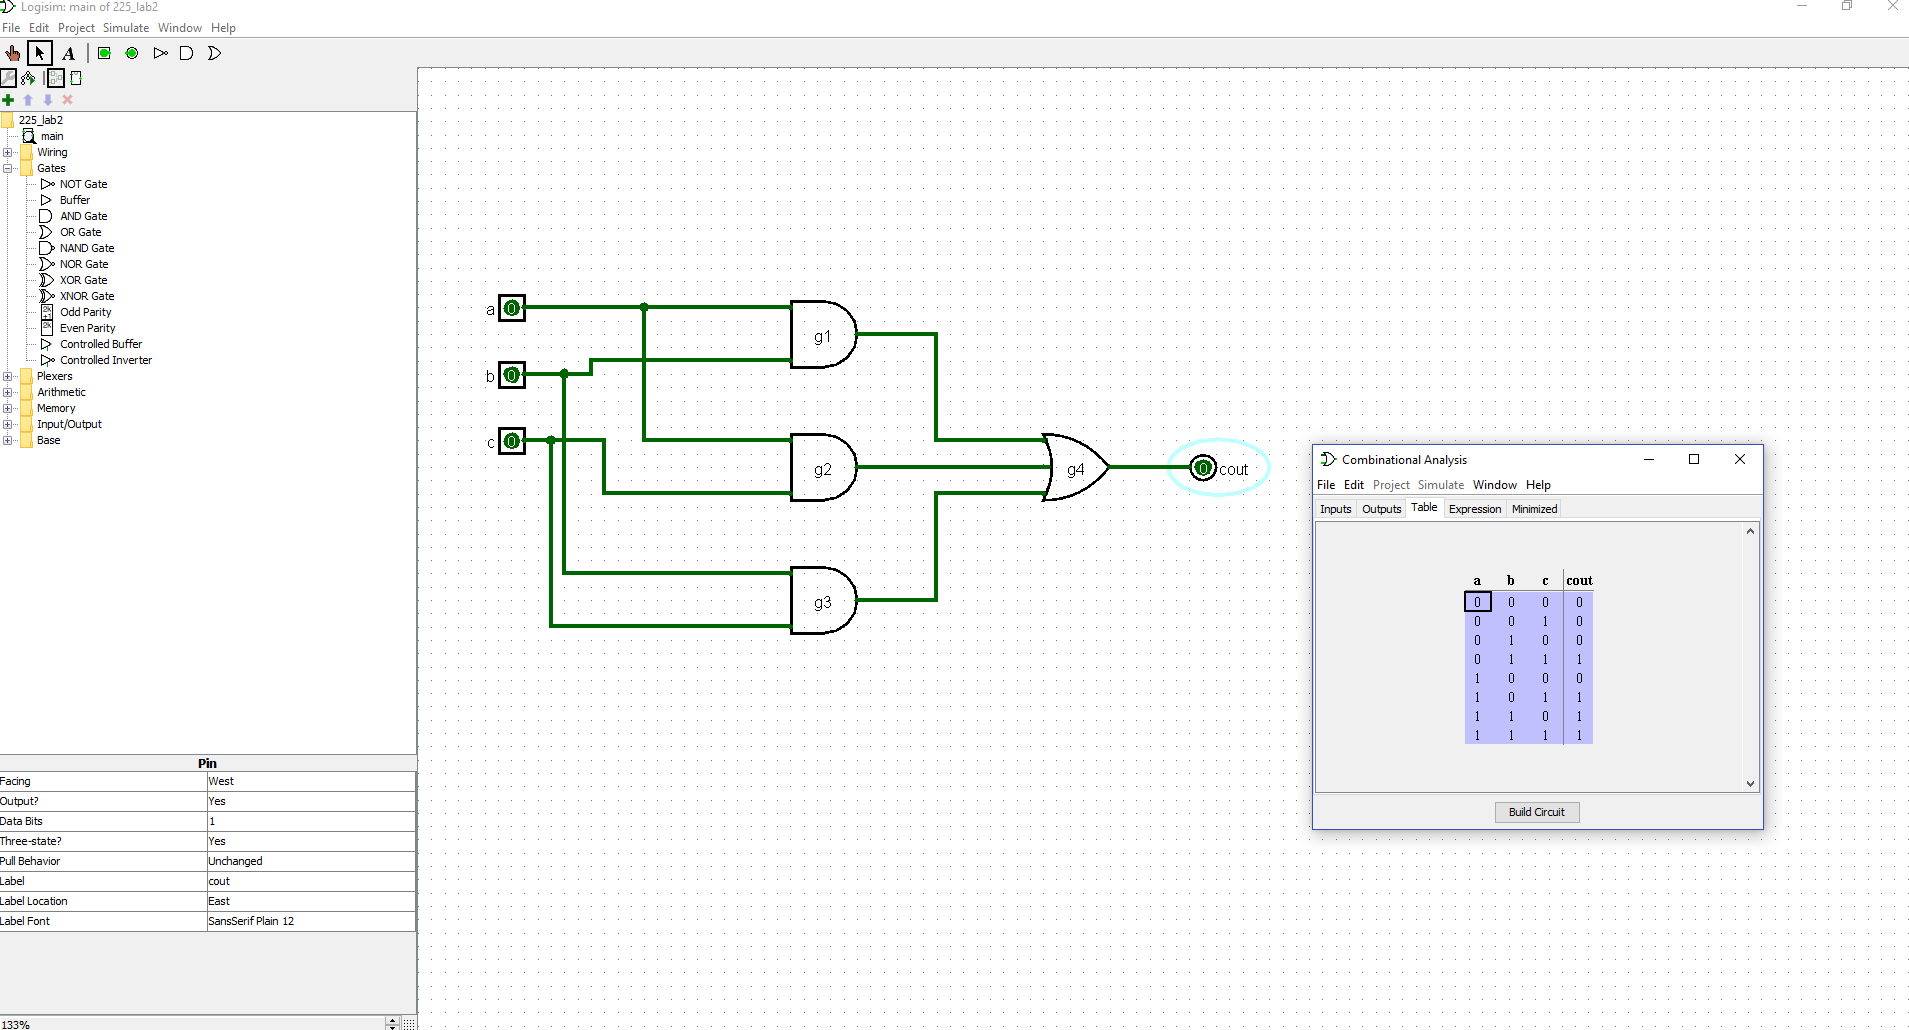 Logisim: main of 225_lab2
File Edit Project Simulate Window Help
A
225_lab2
main
Wiring
Gates
NOT Gate
Buffer
AND Gate
OR Gate
NAND Gate
NOR Gate
XOR Gate
XNOR Gate
2k+1 Odd Parity
2k Even Parity
Controlled Buffer
Controlled Inverter
Plexers
Arithmetic
Memory
Input/Output
Base
Pin
Facing West
Output? Yes
Data Bits 1
Three-state? Yes
Pull Behavior Unchanged
Label cout
Label Location East
Label Font SansSerif Plain 12
133%
a 0
b 0
c 0
g1
g2
g3
g4
0 cout
Combinational Analysis
File Edit Project Simulate Window Help
Inputs Outputs Table Expression Minimized
a b c cout
0 0 0 0
0 0 1 0
0 1 0 0
0 1 1 1
1 0 0 0
1 0 1 1
1 1 0 1
1 1 1 1
Build Circuit